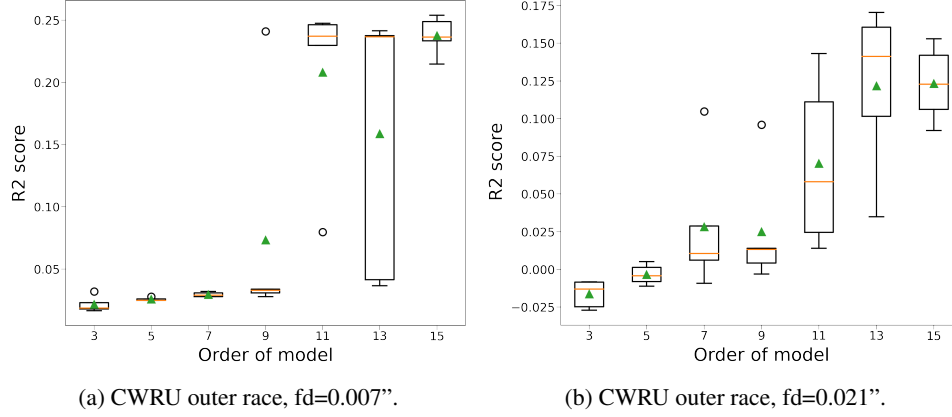 0.25
0.20
0.15
0.10
0.05
R2 score
3 5 7 9 11 13 15
Order of model
(a) CWRU outer race, fd=0.007”.
0.175
0.150
0.125
0.100
0.075
0.050
0.025
0.000
−0.025
R2 score
3 5 7 9 11 13 15
Order of model
(b) CWRU outer race, fd=0.021”.